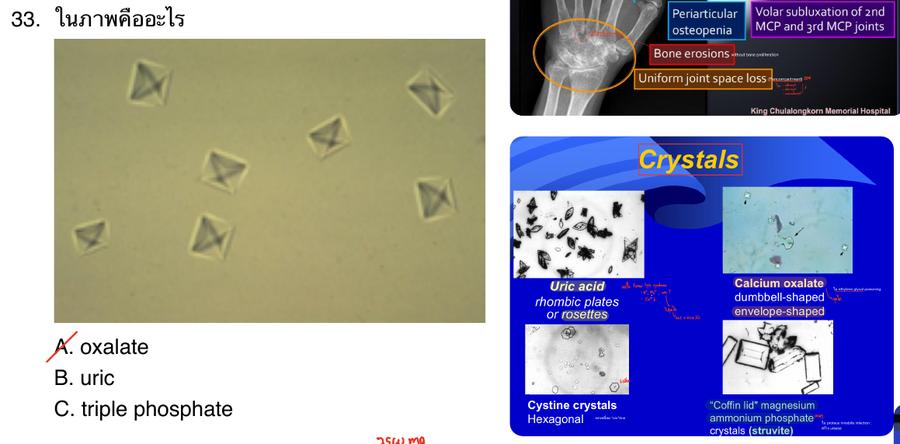 33. ในภาพคืออะไร
A. oxalate
B. uric
C. triple phosphate
Periarticular
osteopenia
Volar subluxation of 2nd
MCP and 3rd MCP joints
Bone erosions
Uniform joint space loss
King Chulalongkorn Memorial Hospital
Crystals
Uric acid
rhombic plates
or rosettes
Calcium oxalate
dumbbell-shaped
envelope-shaped
Cystine crystals
Hexagonal
“Coffin lid” magnesium
ammonium phosphate
crystals (struvite)